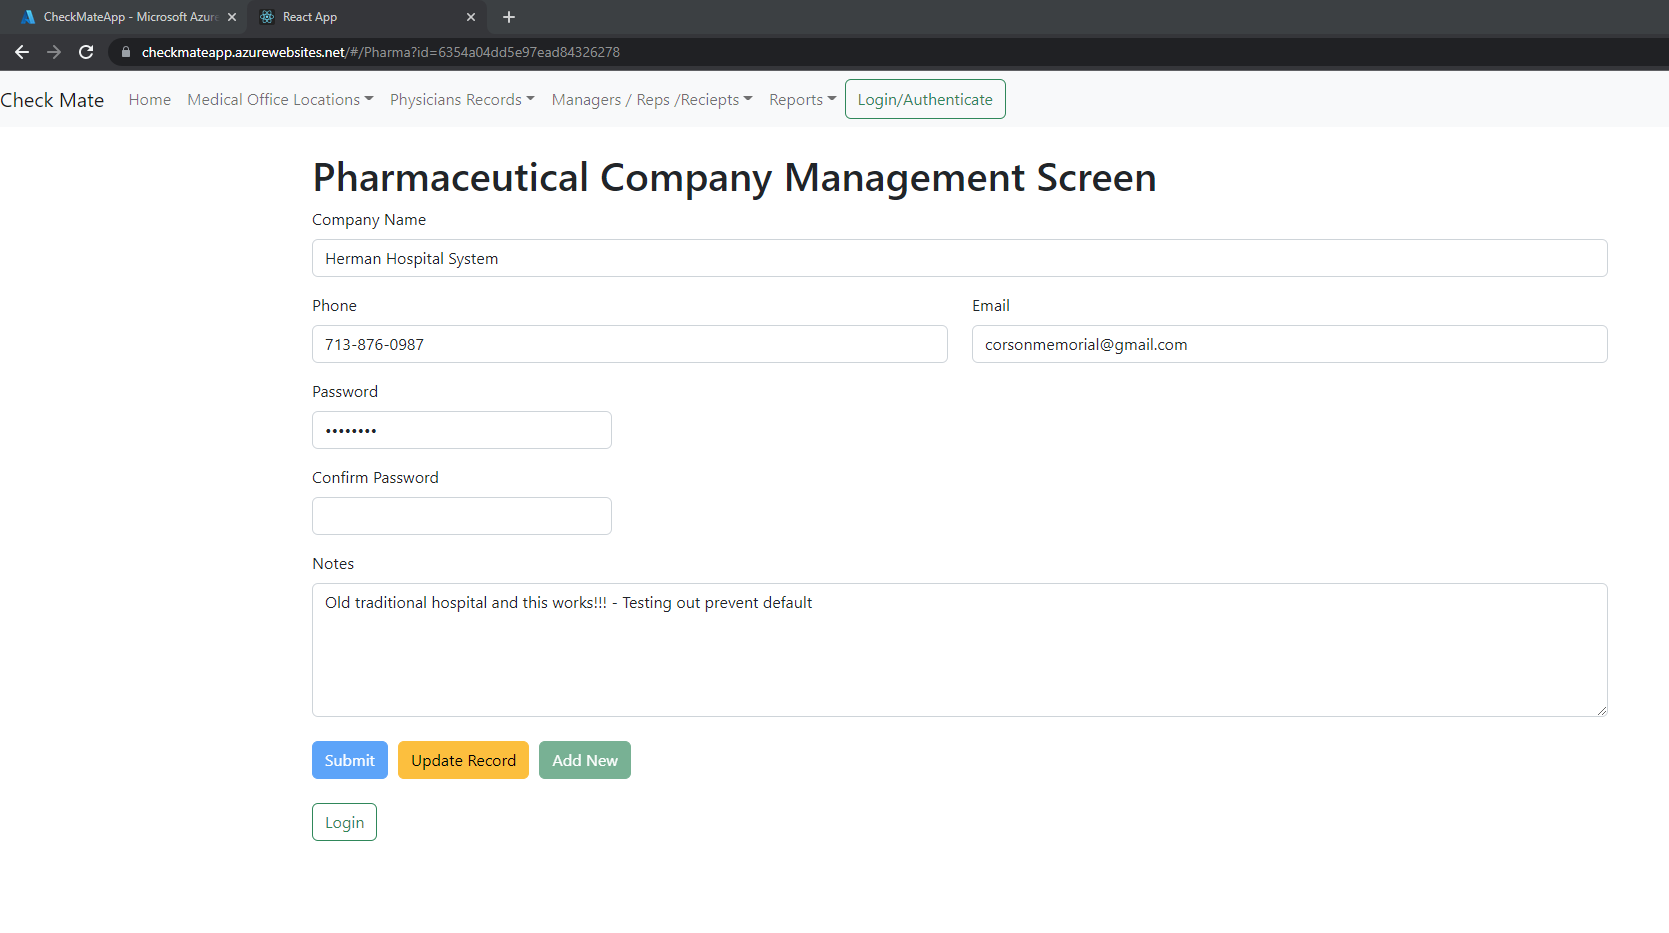 CheckMateApp - Microsoft Azure
React App
checkmateapp.azurewebsites.net/#/Pharma?id=6354a04dd5e97ead84326278
Check Mate Home Medical Office Locations Physicians Records Managers / Reps /Reciepts Reports Login/Authenticate
Pharmaceutical Company Management Screen
Company Name
Herman Hospital System
Phone Email
713-876-0987 corsonmemorial@gmail.com
Password
••••••••
Confirm Password
Notes
Old traditional hospital and this works!!! - Testing out prevent default
Submit Update Record Add New
Login